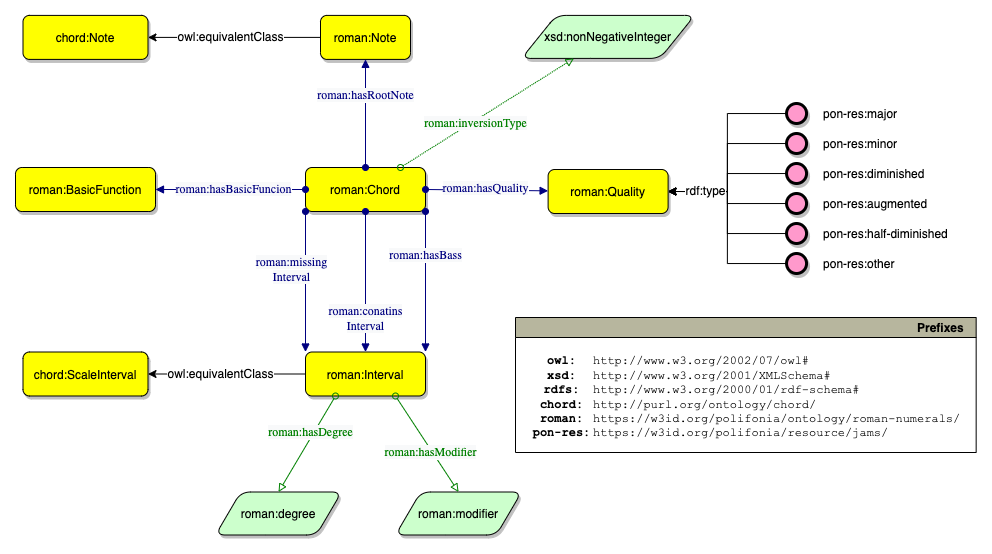 chord:Note
owl:equivalentClass
roman:Note
xsd:nonNegativeInteger
roman:hasRootNote
roman:inversionType
pon-res:major
pon-res:minor
pon-res:diminished
pon-res:augmented
pon-res:half-diminished
pon-res:other
rdf:type
roman:BasicFunction
roman:hasBasicFuncion
roman:Chord
roman:hasQuality
roman:Quality
roman:missing
Interval
roman:hasBass
roman:conatins
Interval
chord:ScaleInterval
owl:equivalentClass
roman:Interval
roman:hasDegree
roman:hasModifier
roman:degree
roman:modifier
Prefixes
owl: http://www.w3.org/2002/07/owl#
xsd: http://www.w3.org/2001/XMLSchema#
rdfs: http://www.w3.org/2000/01/rdf-schema#
chord: http://purl.org/ontology/chord/
roman: https://w3id.org/polifonia/ontology/roman-numerals/
pon-res: https://w3id.org/polifonia/resource/jams/